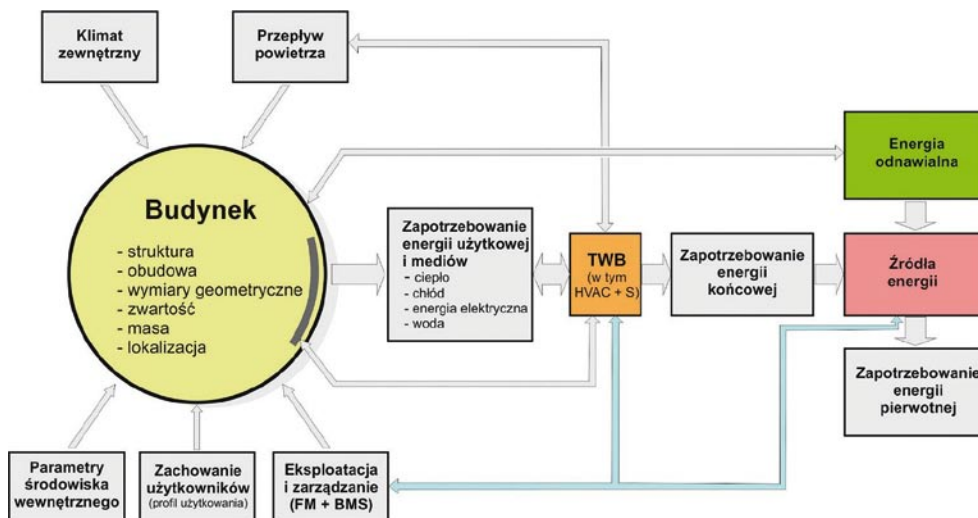 Klimat
zewnętrzny
Przepływ
powietrza
Energia
odnawialna
Budynek
- struktura
- obudowa
- wymiary geometryczne
- zwartość
- masa
- lokalizacja
Zapotrzebowanie
energii użytkowej
i mediów
- ciepło
- chłód
- energia elektryczna
- woda
TWB
(w tym
HVAC + S)
Zapotrzebowanie
energii
końcowej
Źródła
energii
Zapotrzebowanie
energii
pierwotnej
Parametry
środowiska
wewnętrznego
Zachowanie
użytkowników
(profil użytkowania)
Eksploatacja
i zarządzanie
(FM + BMS)